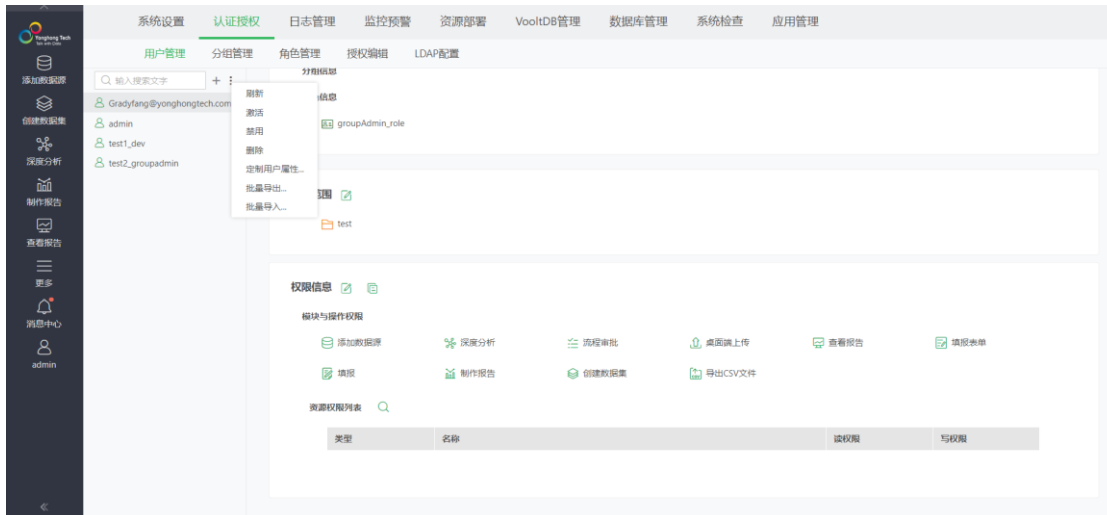 系统设置 认证授权 日志管理 监控预警 资源部署 VooltDB管理 数据库管理 系统检查 应用管理
Yonghong Tech
用户管理 分组管理 角色管理 授权编辑 LDAP配置
添加数据源
创建数据集
深度分析
制作报告
查看报告
更多
消息中心
admin
输入搜索文字
Gradyfang@yonghongtech.com
admin
test1_dev
test2_groupadmin
刷新
激活
禁用
删除
定制用户属性...
批量导出...
批量导入...
分组信息
信息
groupAdmin_role
范围
test
权限信息
模块与操作权限
添加数据源 深度分析 流程审批 桌面端上传 查看报告 填报表单
填报 制作报告 创建数据集 导出CSV文件
资源权限列表
类型 名称 读权限 写权限